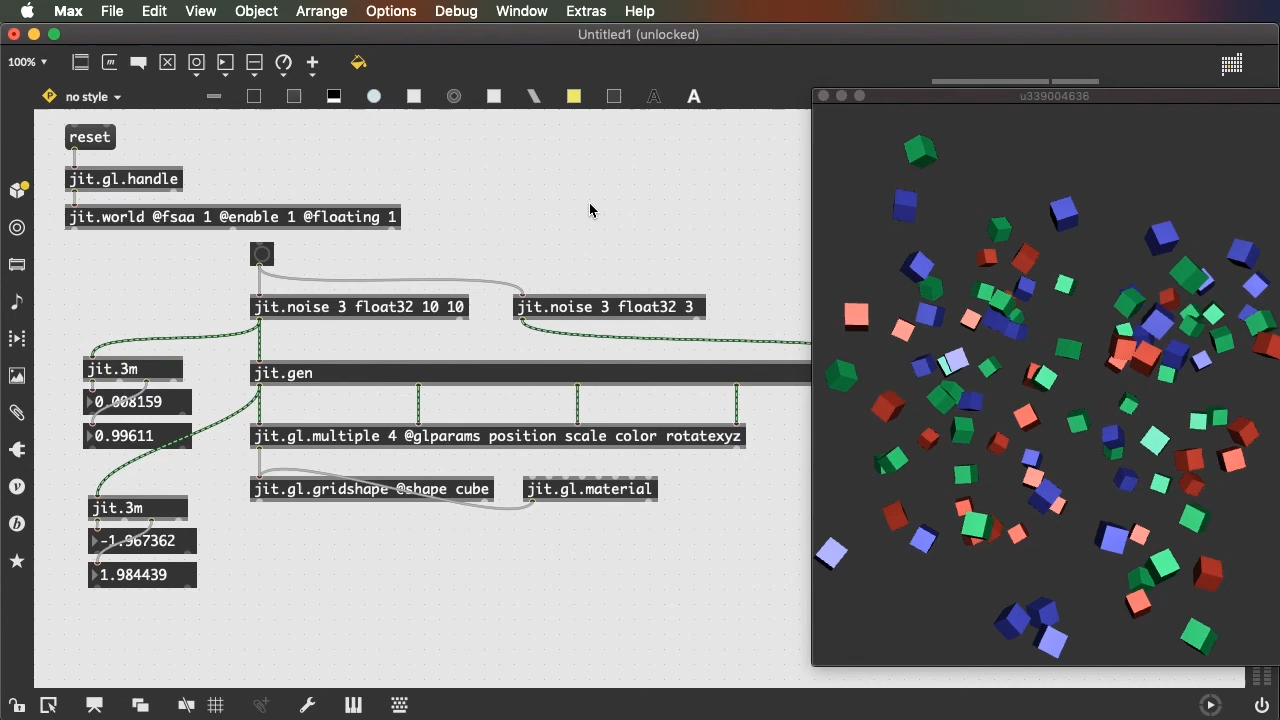 Max File Edit View Object Arrange Options Debug Window Extras Help
Untitled1 (unlocked)
100%
no style
A A
u339004636
reset
jit.gl.handle
jit.world @fsaa 1 @enable 1 @floating 1
jit.noise 3 float32 10 10
jit.noise 3 float32 3
jit.3m
jit.gen
0.008159
0.99611
jit.gl.multiple 4 @glparams position scale color rotatexyz
jit.gl.gridshape @shape cube
jit.gl.material
jit.3m
-1.967362
1.984439